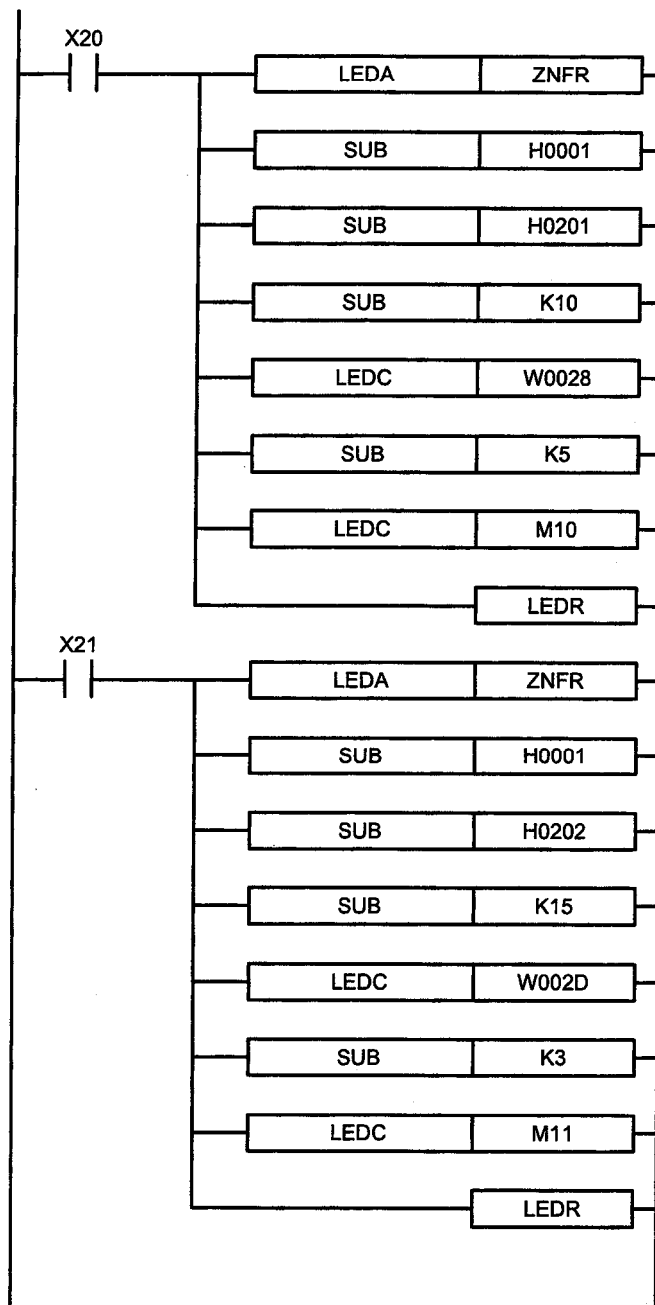 X20
LEDA ZNFR
SUB H0001
SUB H0201
SUB K10
LEDC W0028
SUB K5
LEDC M10
LEDR
X21
LEDA ZNFR
SUB H0001
SUB H0202
SUB K15
LEDC W002D
SUB K3
LEDC M11
LEDR